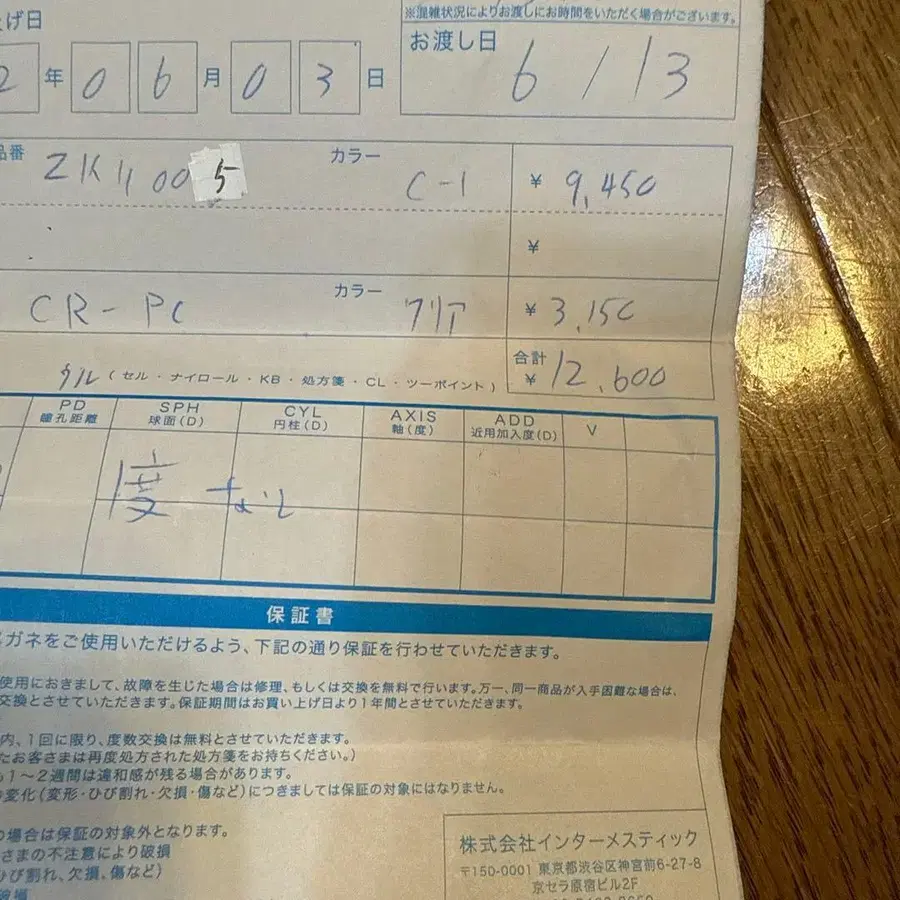 ※混雑状況によりお渡しにお時間をいただく場合がございます。
上げ日
お渡し日
2年06月03日
6/13
品番
ZK11005
カラー
C-1
¥9,450
¥
CR-PC
カラー
クリア
¥3,150
合計
¥12,600
(セル・ナイロール・KB・処方箋・CL・ツーポイント)
PD SPH CYL AXIS ADD V
瞳孔距離 球面(D) 円柱(D) 軸(度) 近用加入度(D)
度なし
保証書
ガネをご使用いただけるよう、下記の通り保証を行わせていただきます。
使用におきまして、故障を生じた場合は修理、もしくは交換を無料で行います。万一、同一商品が入手困難な場合は、
交換とさせていただきます。保証期間はお買い上げ日より1年間とさせていただきます。
内、1回に限り、度数交換は無料とさせていただきます。
たお客さまは再度処方された処方箋をお持ちください。)
も1〜2週間は違和感が残る場合があります。
変化(変形・ひび割れ・欠損・傷など)につきましては保証の対象にはなりません。
の場合は保証の対象外となります。
さまの不注意により破損
ひび割れ、欠損、傷など)
破損
株式会社インターメスティック
〒150-0001 東京都渋谷区神宮前6-27-8
京セラ原宿ビル2F